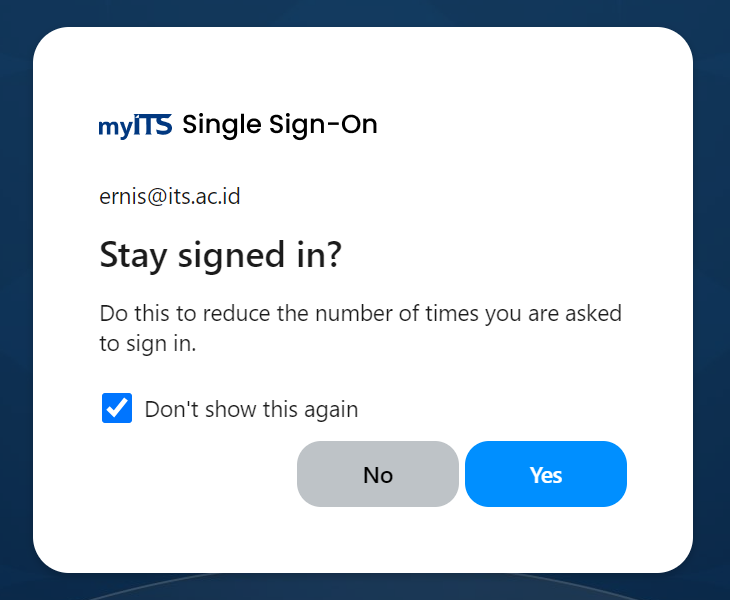 myITS Single Sign-On
ernis@its.ac.id
Stay signed in?
Do this to reduce the number of times you are asked
to sign in.
Don't show this again
No
Yes